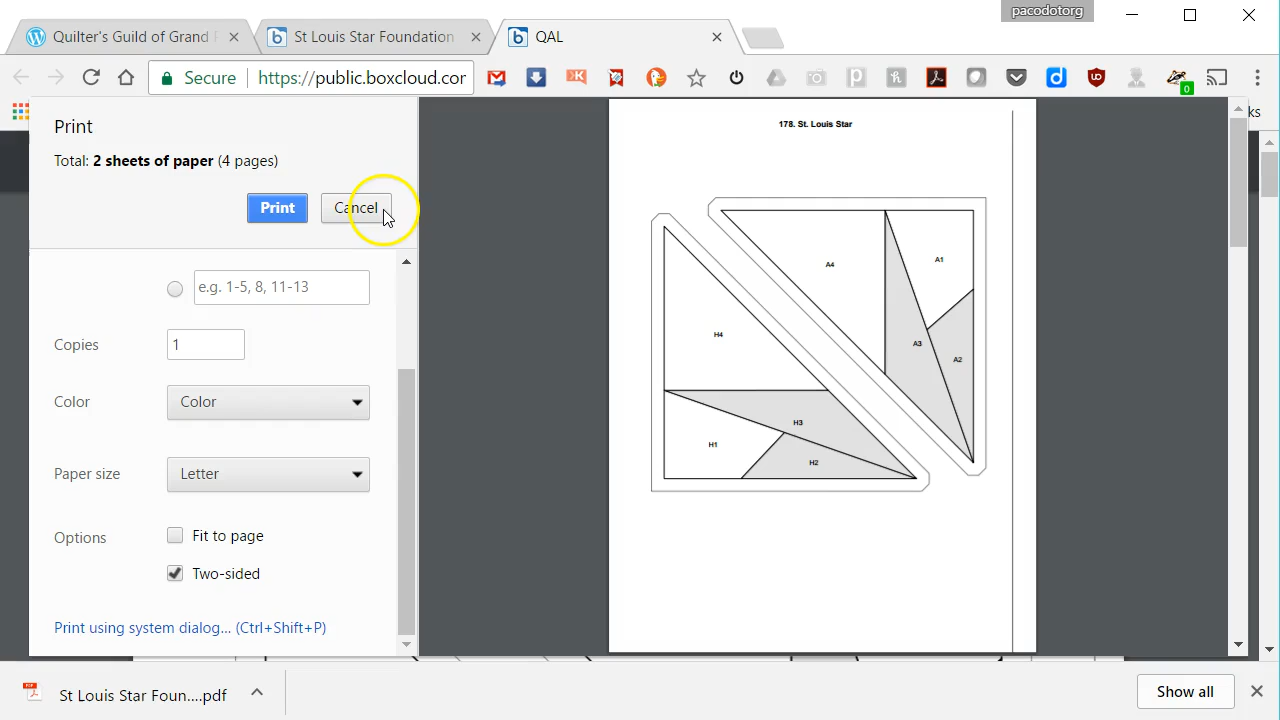 pacodotorg
Quilter's Guild of Grand
St Louis Star Foundation
QAL
Secure
https://public.boxcloud.cor
0
ks
Print
Total: 2 sheets of paper (4 pages)
Print
Cancel
e.g. 1-5, 8, 11-13
Copies
1
Color
Color
Paper size
Letter
Options
Fit to page
Two-sided
Print using system dialog... (Ctrl+Shift+P)
178. St. Louis Star
A4
A1
H4
A3
A2
H3
H1
H2
St Louis Star Foun....pdf
Show all